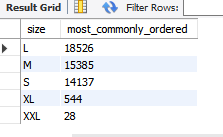 Result Grid Filter Rows:
size most_commonly_ordered
L 18526
M 15385
S 14137
XL 544
XXL 28